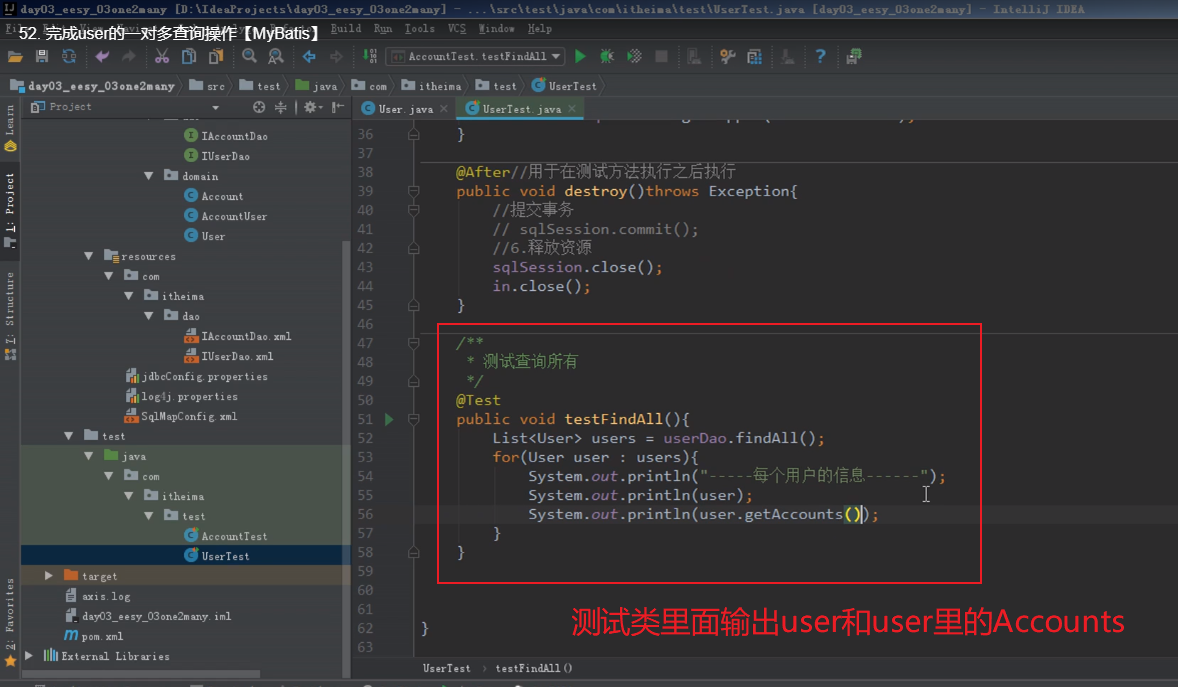 day03_eesy_03one2many [D:\IdeaProjects\day03_eesy_03one2many] - ...\src\test\java\com\itheima\test\UserTest.java [day03_eesy_03one2many] - IntelliJ IDEA
52. 完成user的一对多查询操作【MyBatis】
Build Run Tools VCS Window Help
AccountTest.testFindAll
day03_eesy_03one2many src test java com itheima test UserTest
Project
User.java
UserTest.java
Learn
1: Project
7: Structure
2: Favorites
IAccountDao
IUserDao
domain
Account
AccountUser
User
resources
com
itheima
dao
IAccountDao.xml
IUserDao.xml
jdbcConfig.properties
log4j.properties
SqlMapConfig.xml
test
java
com
itheima
test
AccountTest
UserTest
target
axis.log
day03_eesy_03one2many.iml
pom.xml
External Libraries
36 }
37
38 @After//用于在测试方法执行之后执行
39 public void destroy()throws Exception{
40 //提交事务
41 // sqlSession.commit();
42 //6.释放资源
43 sqlSession.close();
44 in.close();
45 }
46
47 /**
48 * 测试查询所有
49 */
50 @Test
51 public void testFindAll(){
52 List<User> users = userDao.findAll();
53 for(User user : users){
54 System.out.println("-----每个用户的信息------");
55 System.out.println(user);
56 System.out.println(user.getAccounts());
57 }
58 }
59
60
61
62 }
63
测试类里面输出user和user里的Accounts
UserTest › testFindAll()